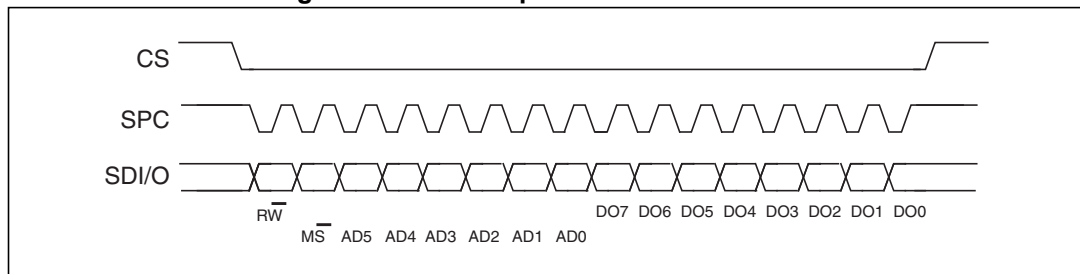 CS
SPC
SDI/O
RW
DO7 DO6 DO5 DO4 DO3 DO2 DO1 DO0
MS AD5 AD4 AD3 AD2 AD1 AD0